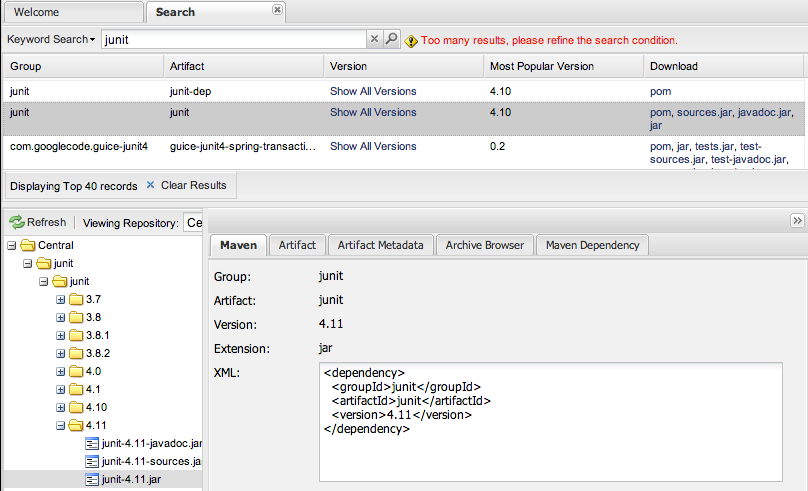 Welcome
Search
Keyword Search
junit
Too many results, please refine the search condition.
Group Artifact Version Most Popular Version Download
junit junit-dep Show All Versions 4.10 pom
junit junit Show All Versions 4.10 pom, sources.jar, javadoc.jar,
jar
com.googlecode.guice-junit4 guice-junit4-spring-transacti... Show All Versions 0.2 pom, jar, tests.jar, test-
sources.jar, test-javadoc.jar,
Displaying Top 40 records Clear Results
Refresh Viewing Repository: Ce
Central
junit
junit
3.7
3.8
3.8.1
3.8.2
4.0
4.1
4.10
4.11
junit-4.11-javadoc.jar
junit-4.11-sources.ja
junit-4.11.jar
Maven Artifact Artifact Metadata Archive Browser Maven Dependency
Group: junit
Artifact: junit
Version: 4.11
Extension: jar
XML:
<dependency>
<groupId>junit</groupId>
<artifactId>junit</artifactId>
<version>4.11</version>
</dependency>